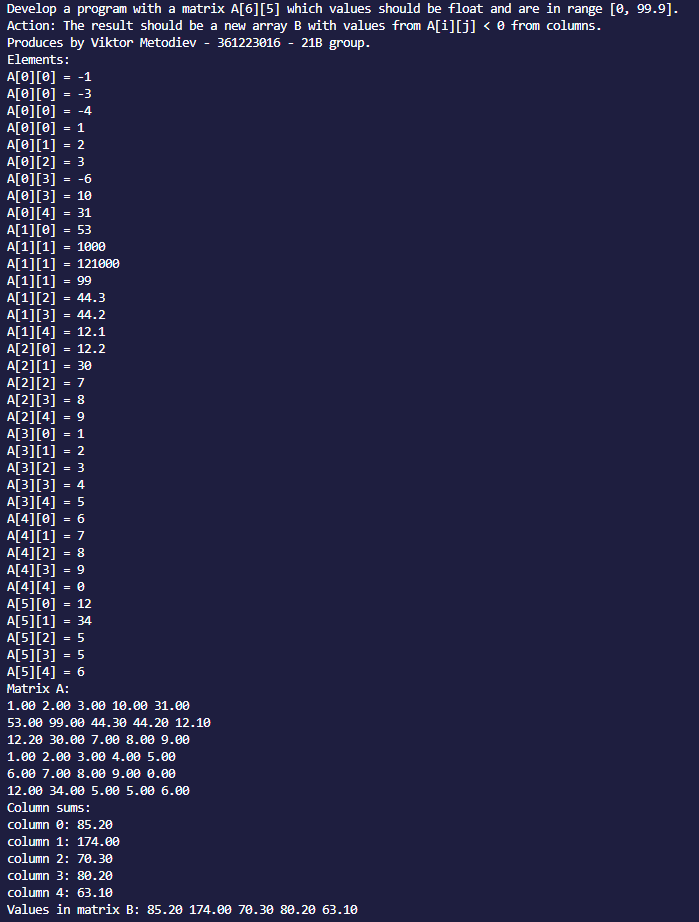 Develop a program with a matrix A[6][5] which values should be float and are in range [0, 99.9].
Action: The result should be a new array B with values from A[i][j] < 0 from columns.
Produces by Viktor Metodiev - 361223016 - 21B group.
Elements:
A[0][0] = -1
A[0][0] = -3
A[0][0] = -4
A[0][0] = 1
A[0][1] = 2
A[0][2] = 3
A[0][3] = -6
A[0][3] = 10
A[0][4] = 31
A[1][0] = 53
A[1][1] = 1000
A[1][1] = 121000
A[1][1] = 99
A[1][2] = 44.3
A[1][3] = 44.2
A[1][4] = 12.1
A[2][0] = 12.2
A[2][1] = 30
A[2][2] = 7
A[2][3] = 8
A[2][4] = 9
A[3][0] = 1
A[3][1] = 2
A[3][2] = 3
A[3][3] = 4
A[3][4] = 5
A[4][0] = 6
A[4][1] = 7
A[4][2] = 8
A[4][3] = 9
A[4][4] = 0
A[5][0] = 12
A[5][1] = 34
A[5][2] = 5
A[5][3] = 5
A[5][4] = 6
Matrix A:
1.00 2.00 3.00 10.00 31.00
53.00 99.00 44.30 44.20 12.10
12.20 30.00 7.00 8.00 9.00
1.00 2.00 3.00 4.00 5.00
6.00 7.00 8.00 9.00 0.00
12.00 34.00 5.00 5.00 6.00
Column sums:
column 0: 85.20
column 1: 174.00
column 2: 70.30
column 3: 80.20
column 4: 63.10
Values in matrix B: 85.20 174.00 70.30 80.20 63.10